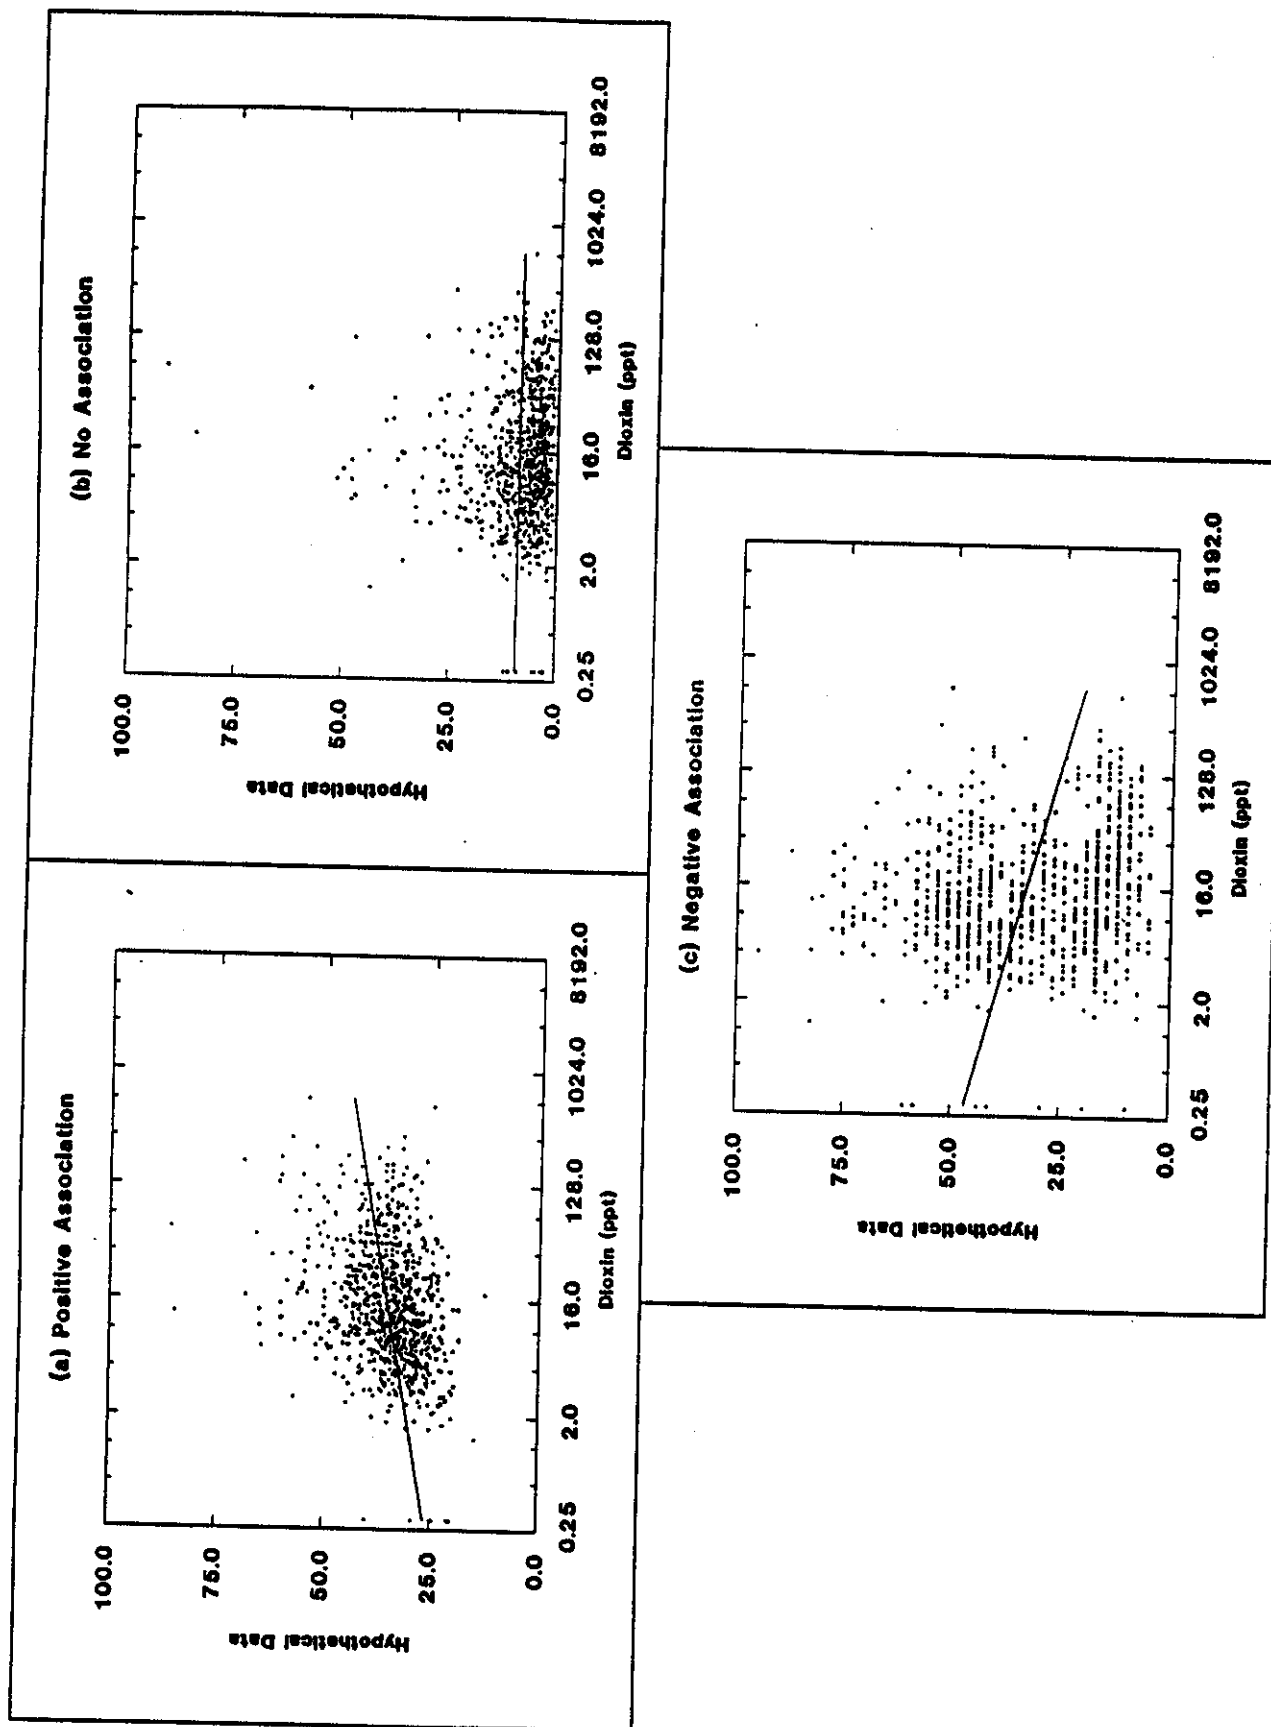 (a) Positive Association
100.0
75.0
50.0
25.0
0.0
Hypothetical Data
0.25 2.0 16.0 128.0 1024.0 8192.0
Dioxin (ppt)
(b) No Association
100.0
75.0
50.0
25.0
0.0
Hypothetical Data
0.25 2.0 16.0 128.0 1024.0 8192.0
Dioxin (ppt)
(c) Negative Association
100.0
75.0
50.0
25.0
0.0
Hypothetical Data
0.25 2.0 16.0 128.0 1024.0 8192.0
Dioxin (ppt)